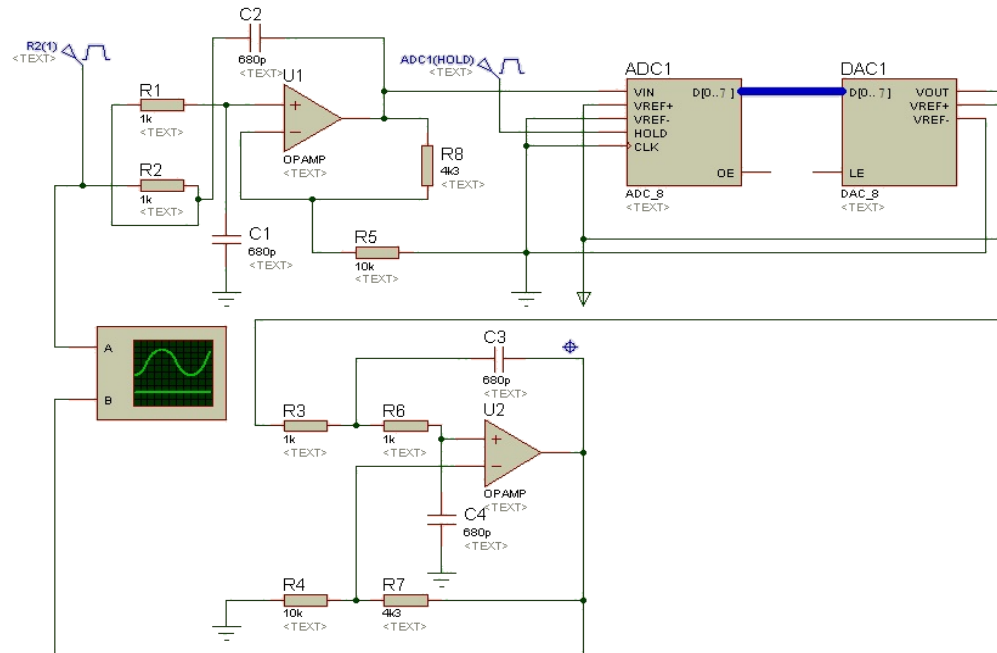 C2
R2(1)
<TEXT>
680p
<TEXT>
U1
ADC1(HOLD)
<TEXT>
ADC1
DAC1
R1
1k
<TEXT>
VIN
VREF+
VREF-
HOLD
CLK
D[0..7]
OE
ADC_8
<TEXT>
D[0..7]
LE
VOUT
VREF+
VREF-
DAC_8
<TEXT>
OPAMP
<TEXT>
R8
4k3
<TEXT>
R2
1k
<TEXT>
C1
680p
<TEXT>
R5
10k
<TEXT>
A
B
C3
680p
<TEXT>
R3
1k
<TEXT>
R6
1k
<TEXT>
U2
OPAMP
<TEXT>
C4
680p
<TEXT>
R4
10k
<TEXT>
R7
4k3
<TEXT>